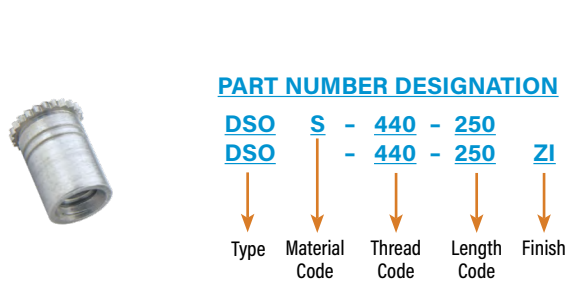 PART NUMBER DESIGNATION
DSO S - 440 - 250
DSO - 440 - 250 ZI
Type Material Code Thread Code Length Code Finish